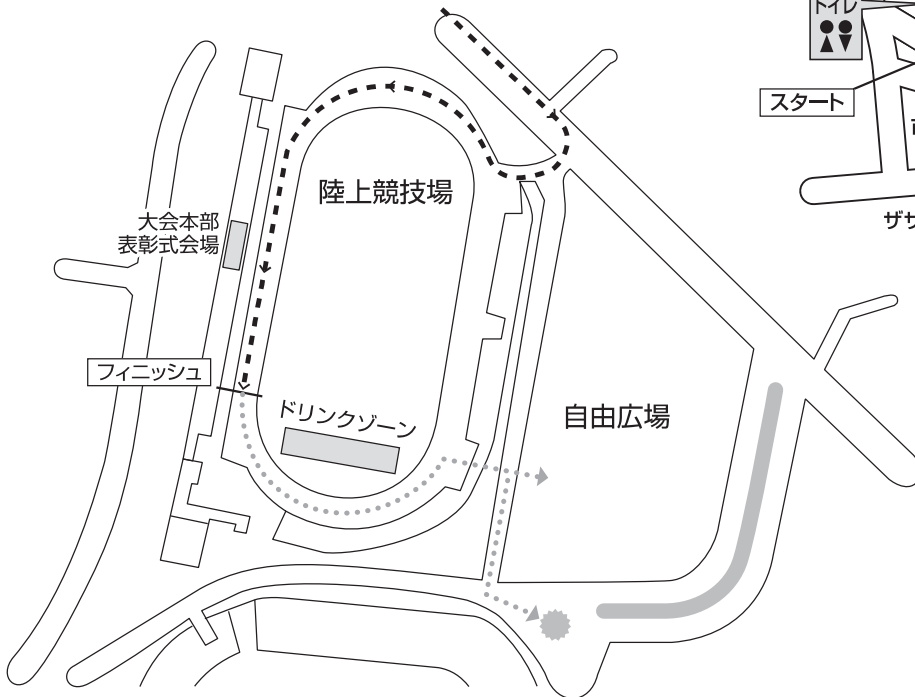 トイレ
スタート
陸上競技場
大会本部
表彰式会場
フィニッシュ
ドリンクゾーン
自由広場